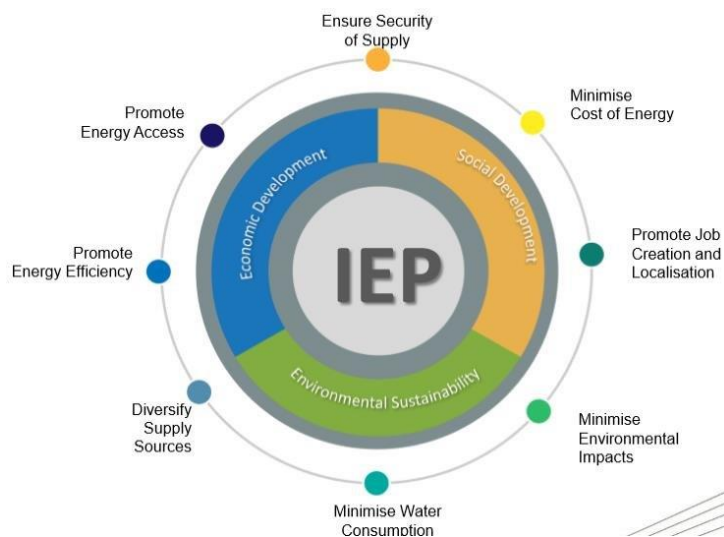 Ensure Security
of Supply
Minimise
Cost of Energy
Promote Job
Creation and
Localisation
Minimise
Environmental
Impacts
Minimise Water
Consumption
Diversify
Supply
Sources
Promote
Energy Efficiency
Promote
Energy Access
Economic Development
Social Development
Environmental Sustainability
IEP